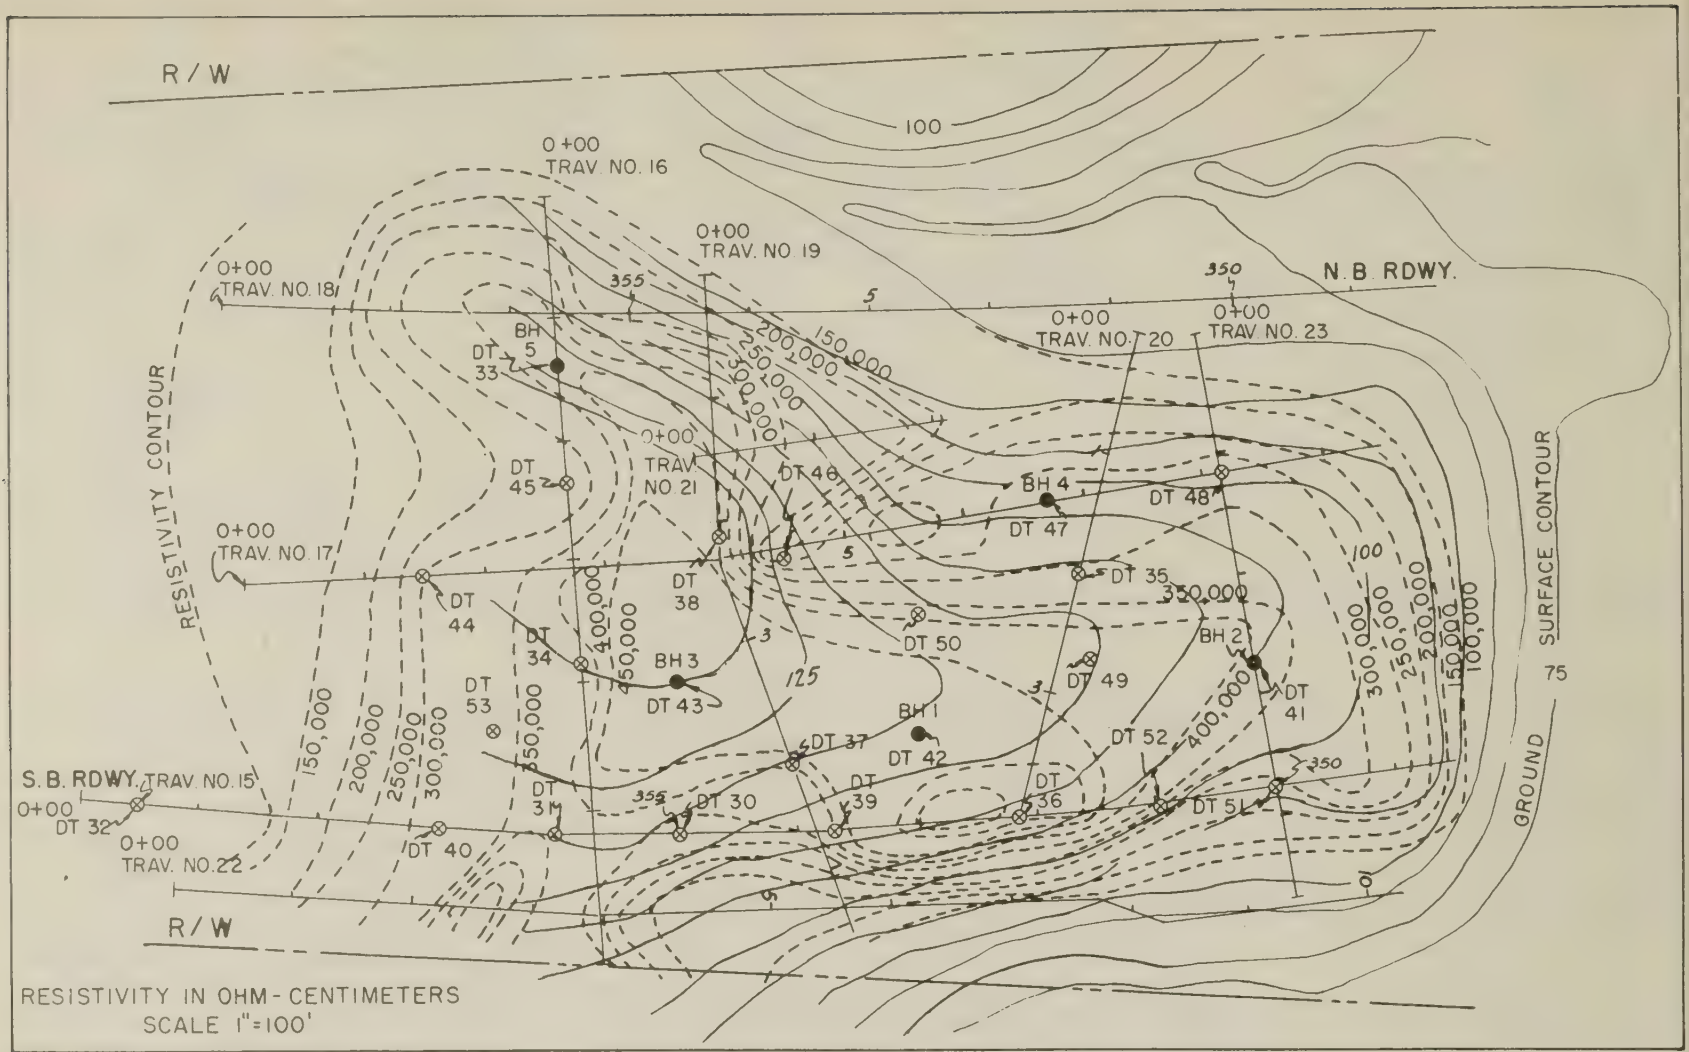 R / W
100
0+00
TRAV. NO. 16
0+00
TRAV. NO. 19
0+00
TRAV. NO. 18
355
5
350
N.B. RDWY.
0+00
TRAV. NO. 20
0+00
TRAV. NO. 23
BH
5
DT
33
150,000
200,000
250,000
300,000
RESISTIVITY CONTOUR
0+00
TRAV.
NO. 21
DT
45
DT 46
BH 4
DT 47
DT 48
SURFACE CONTOUR
75
GROUND
0+00
TRAV. NO. 17
5
100
DT
44
DT
38
DT 35
350,000
DT
34
400,000
450,000
3
DT 50
BH 2
300,000
250,000
200,000
150,000
100,000
BH 3
DT 43
125
3
DT 49
DT
41
DT
53
BH 1
DT 42
400,000
150,000
200,000
250,000
300,000
350,000
DT 37
DT 52
350
S.B. RDWY.
TRAV. NO. 15
0+00
DT 32
DT
31
355
DT 30
DT
39
DT
36
DT 51
DT 40
0+00
TRAV. NO. 22
5
10
R / W
RESISTIVITY IN OHM-CENTIMETERS
SCALE 1"=100'